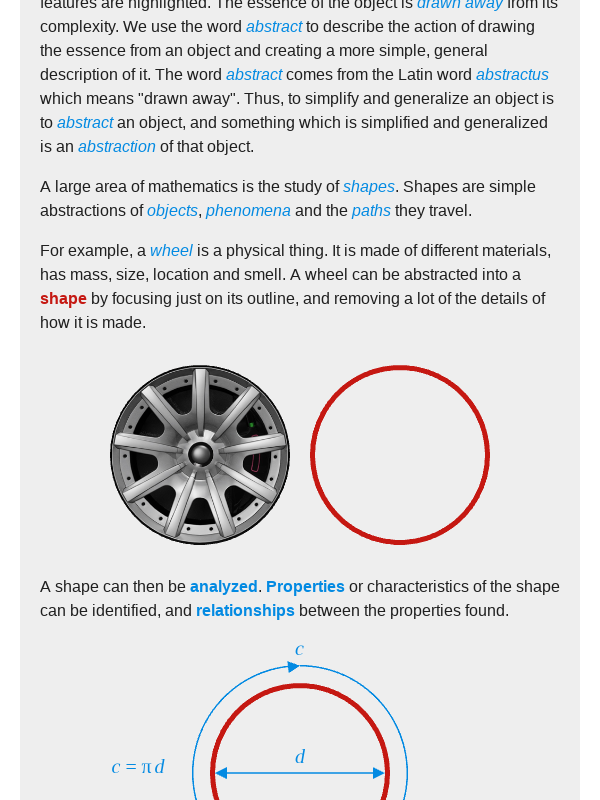 features are highlighted. The essence of the object is drawn away from its
complexity. We use the word abstract to describe the action of drawing
the essence from an object and creating a more simple, general
description of it. The word abstract comes from the Latin word abstractus
which means "drawn away". Thus, to simplify and generalize an object is
to abstract an object, and something which is simplified and generalized
is an abstraction of that object.
A large area of mathematics is the study of shapes. Shapes are simple
abstractions of objects, phenomena and the paths they travel.
For example, a wheel is a physical thing. It is made of different materials,
has mass, size, location and smell. A wheel can be abstracted into a
shape by focusing just on its outline, and removing a lot of the details of
how it is made.
A shape can then be analyzed. Properties or characteristics of the shape
can be identified, and relationships between the properties found.
c
d
c = π d